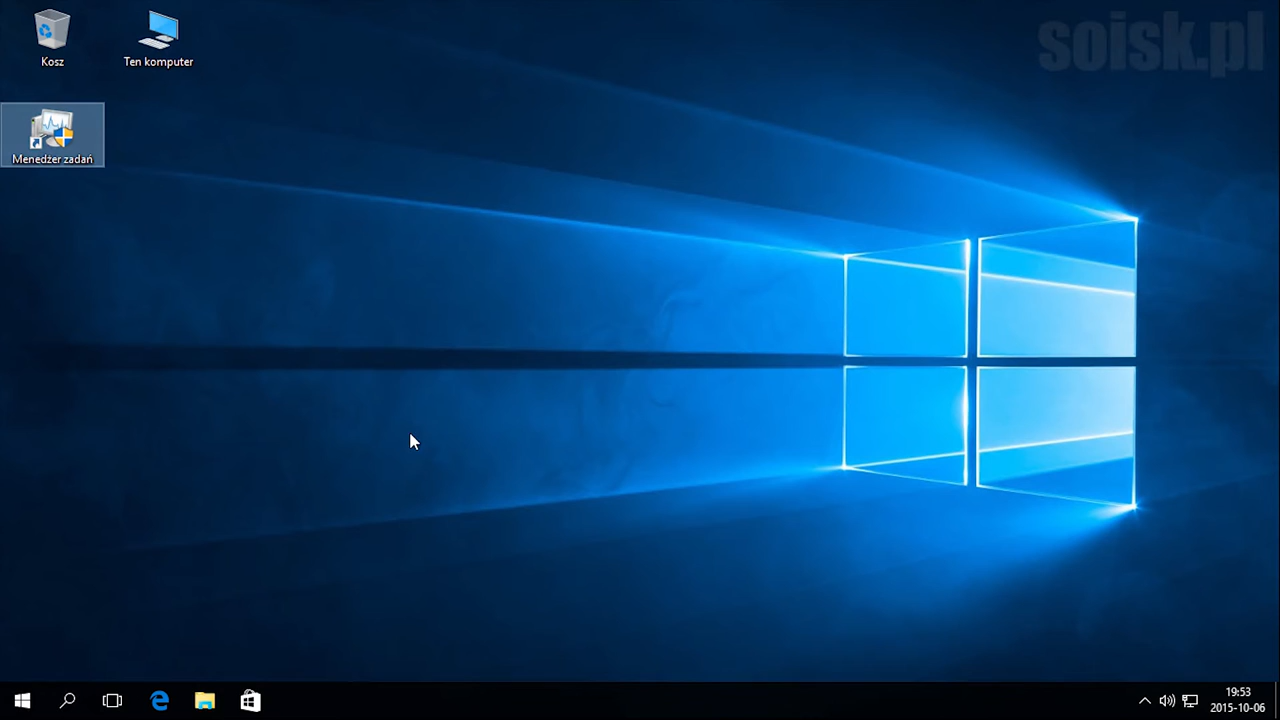 soisk.pl
Kosz
Ten komputer
Menedżer zadań
19:53
2015-10-06